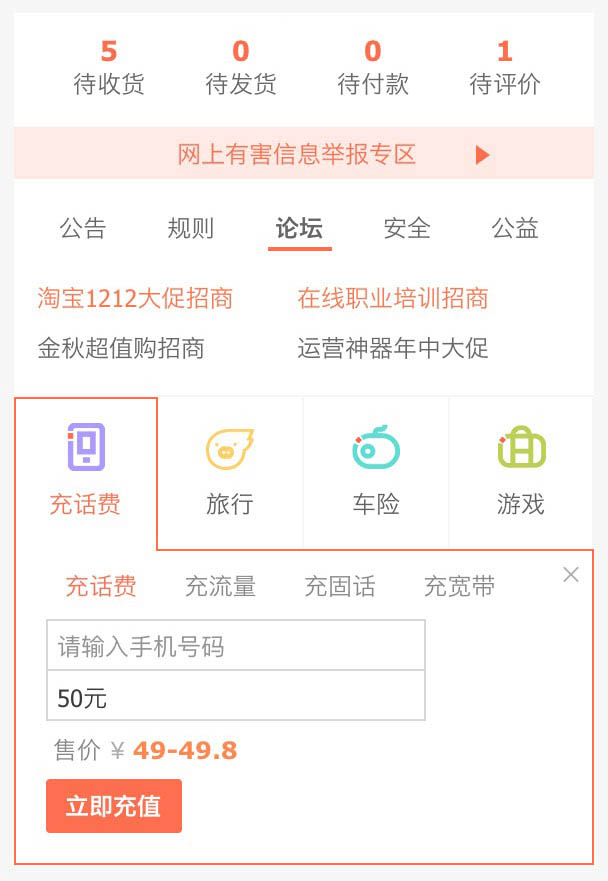 5 0 0 1
待收货 待发货 待付款 待评价
网上有害信息举报专区
公告 规则 论坛 安全 公益
淘宝1212大促招商 在线职业培训招商
金秋超值购招商 运营神器年中大促
充话费 旅行 车险 游戏
充话费 充流量 充固话 充宽带
请输入手机号码
50元
售价 ¥ 49-49.8
立即充值